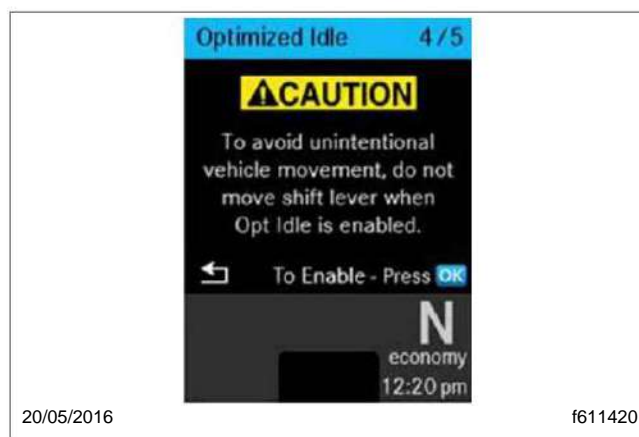 Optimized Idle 4/5
CAUTION
To avoid unintentional
vehicle movement, do not
move shift lever when
Opt Idle is enabled.
To Enable - Press OK
N
economy
12:20 pm
20/05/2016 f611420